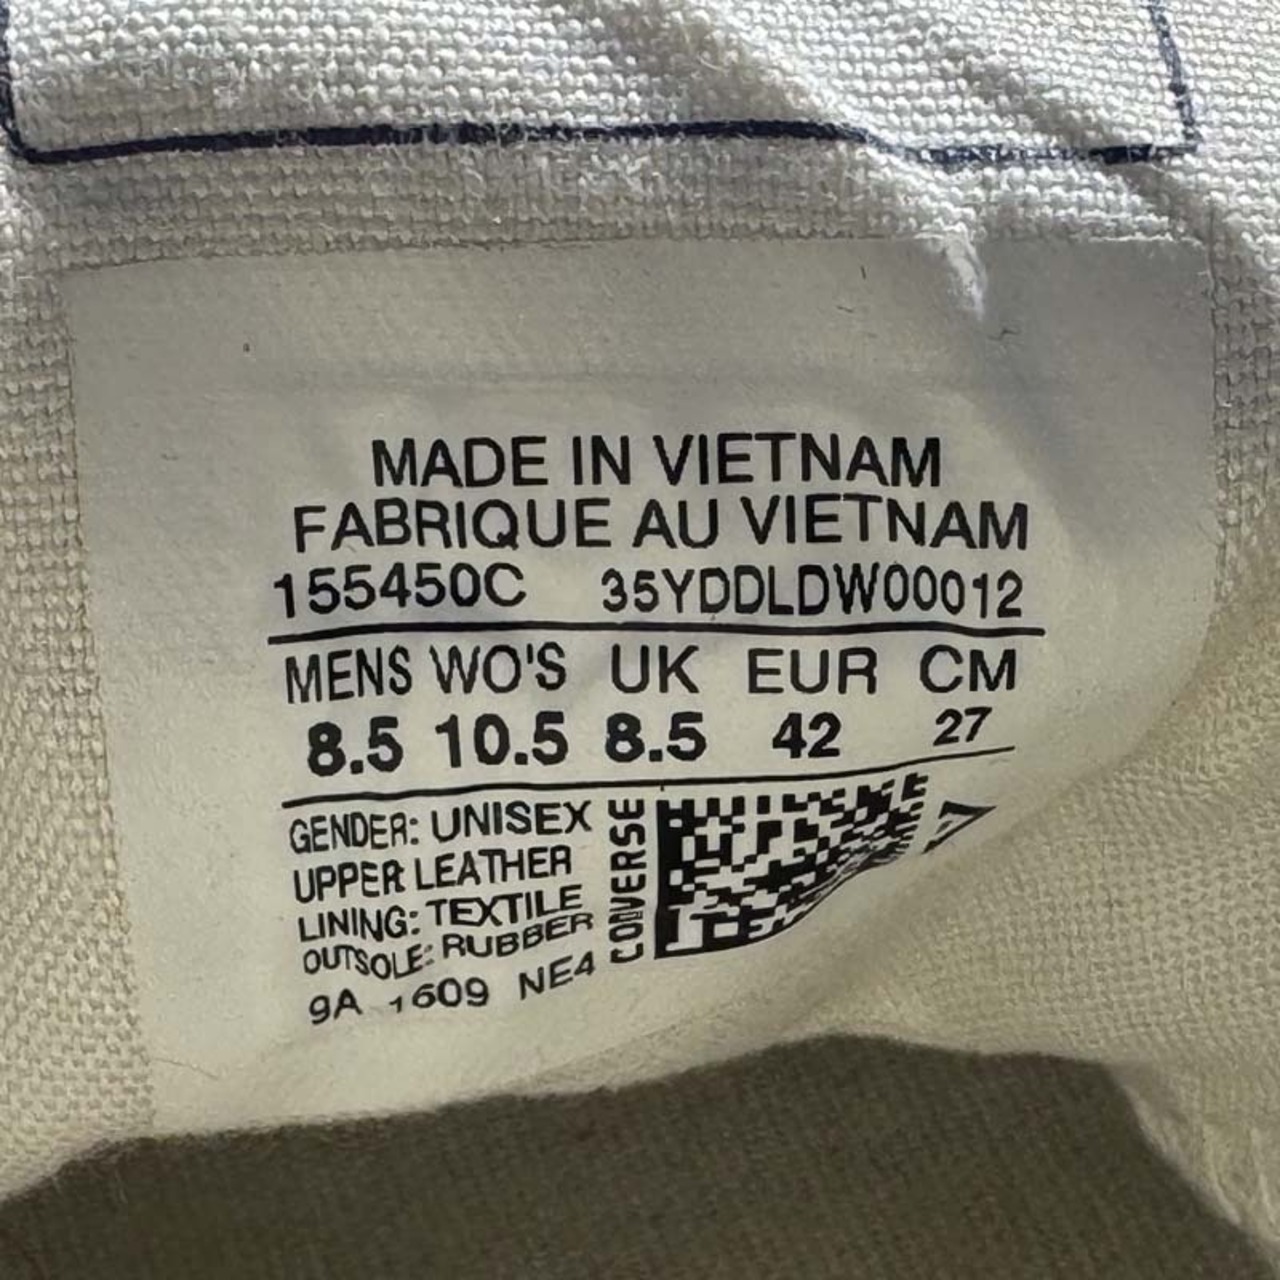 MADE IN VIETNAM
FABRIQUE AU VIETNAM
155450C 35YDDLDW00012
MENS WO'S UK EUR CM
8.5 10.5 8.5 42 27
GENDER: UNISEX
UPPER LEATHER
LINING: TEXTILE
OUTSOLE: RUBBER
9A 1609 NE4
CONVERSE